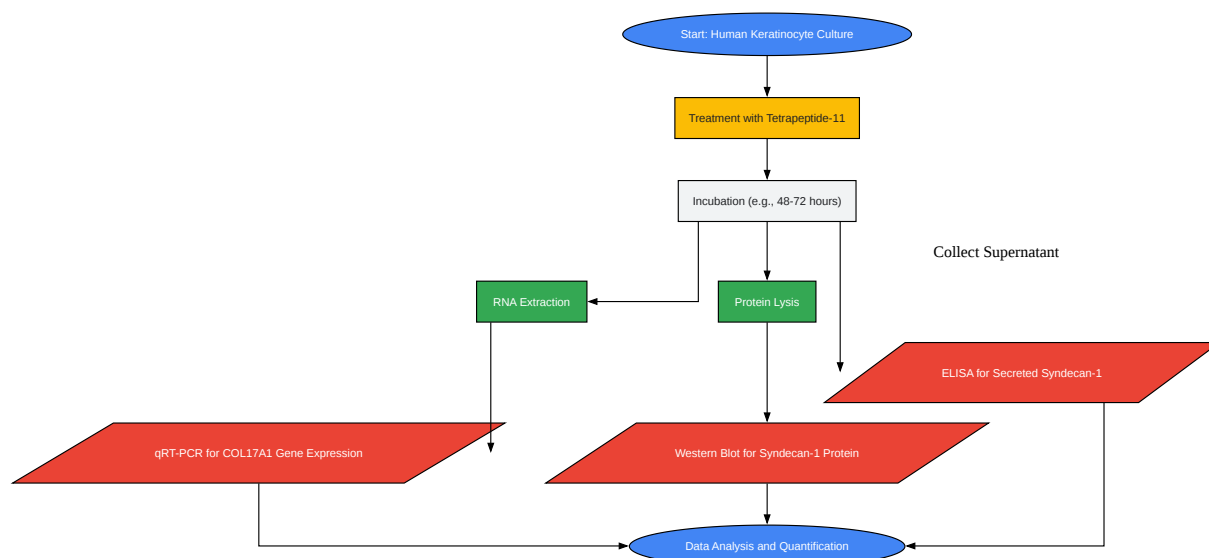 Start: Human Keratinocyte Culture
Treatment with Tetrapeptide-11
Incubation (e.g., 48-72 hours)
Collect Supernatant
RNA Extraction
Protein Lysis
ELISA for Secreted Syndecan-1
qRT-PCR for COL17A1 Gene Expression
Western Blot for Syndecan-1 Protein
Data Analysis and Quantification